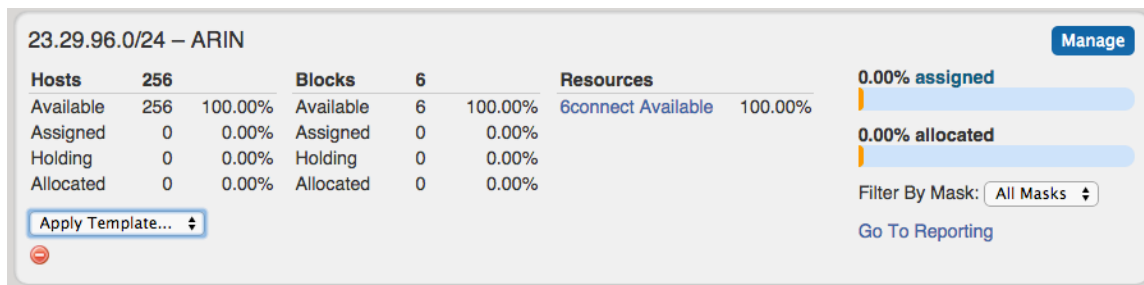 23.29.96.0/24 – ARIN
Manage
Hosts 256 Blocks 6 Resources
Available 256 100.00% Available 6 100.00% 6connect Available 100.00%
Assigned 0 0.00% Assigned 0 0.00%
Holding 0 0.00% Holding 0 0.00%
Allocated 0 0.00% Allocated 0 0.00%
Apply Template...
0.00% assigned
0.00% allocated
Filter By Mask: All Masks
Go To Reporting